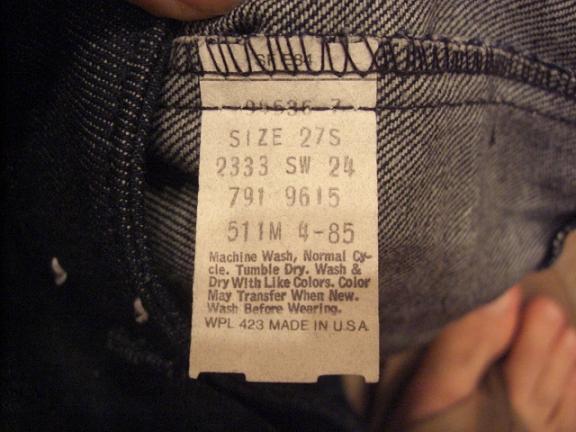 SIZE 27S
2333 SW 24
791 9615
511M 4-85
Machine Wash, Normal Cy-
cle. Tumble Dry. Wash &
Dry With Like Colors. Color
May Transfer When New.
Wash Before Wearing.
WPL 423 MADE IN U.S.A.